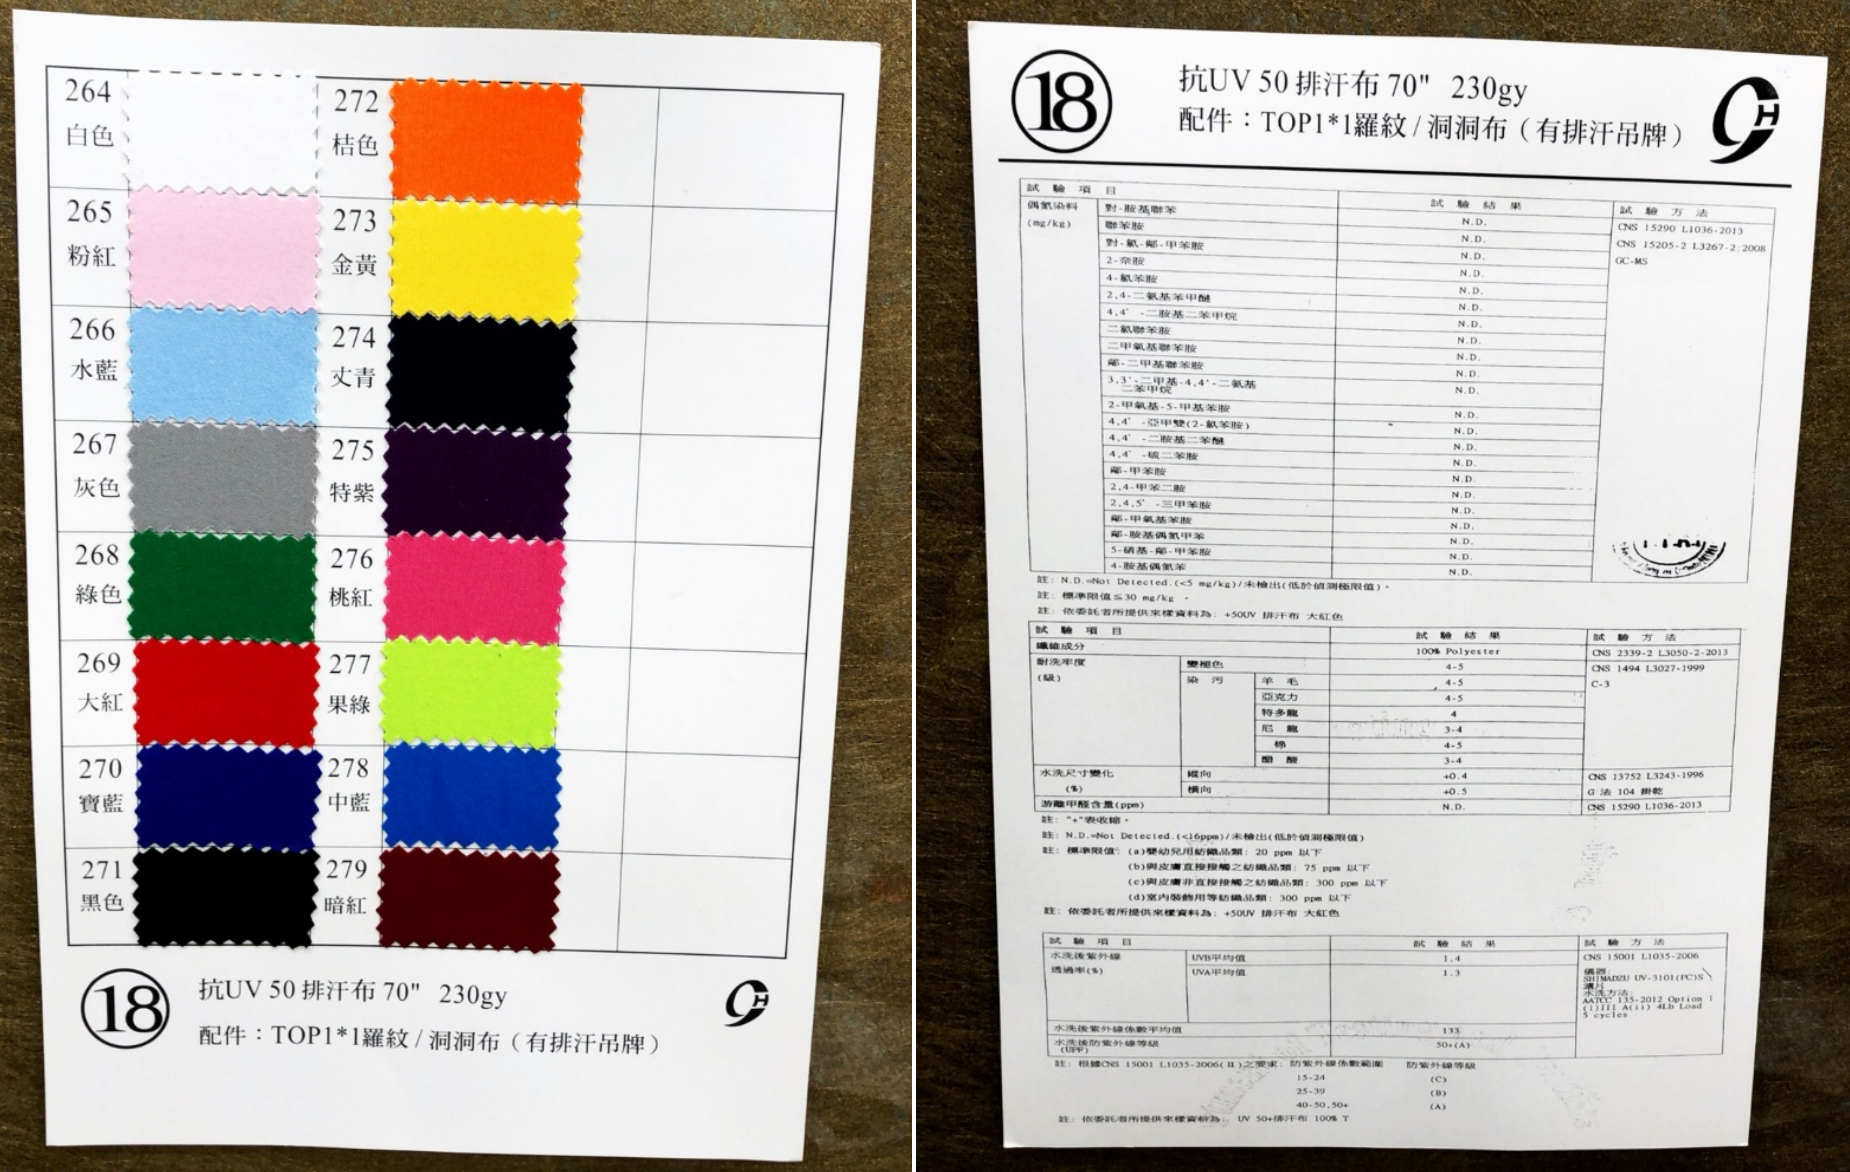 264
白色
272
桔色
265
粉紅
273
金黃
266
水藍
274
丈青
267
灰色
275
特紫
268
綠色
276
桃紅
269
大紅
277
果綠
270
寶藍
278
中藍
271
黑色
279
暗紅
18
抗UV 50 排汗布 70" 230gy
配件：TOP1*1羅紋 / 洞洞布（有排汗吊牌）
18
抗UV 50 排汗布 70" 230gy
配件：TOP1*1羅紋 / 洞洞布（有排汗吊牌）
試驗項目 試驗結果 試驗方法
偶氮染料 對-胺基聯苯 N.D. CNS 15290 L1036-2013
(mg/kg) 聯苯胺 N.D. CNS 15205-2 L3267-2:2008
對-氯-鄰-甲苯胺 N.D. GC-MS
2-奈胺 N.D.
4-氯苯胺 N.D.
2,4-二氨基苯甲醚 N.D.
4,4' -二胺基二苯甲烷 N.D.
二氯聯苯胺 N.D.
二甲氧基聯苯胺 N.D.
鄰-二甲基聯苯胺 N.D.
3,3'-二甲基-4,4'-二氨基
二苯甲烷 N.D.
2-甲氧基-5-甲基苯胺 N.D.
4,4' -亞甲雙(2-氯苯胺) N.D.
4,4' -二胺基二苯醚 N.D.
4,4' -硫二苯胺 N.D.
鄰-甲苯胺 N.D.
2,4-甲苯二胺 N.D.
2,4,5' -三甲苯胺 N.D.
鄰-甲氧基苯胺 N.D.
鄰-胺基偶氮甲苯 N.D.
5-硝基-鄰-甲苯胺 N.D.
4-胺基偶氮苯 N.D.
註: N.D.=Not Detected.(<5 mg/kg)/未檢出(低於偵測極限值)。
註: 標準限值≦30 mg/kg 。
註: 依委託者所提供來樣資料為: +50UV 排汗布 大紅色
試驗項目 試驗結果 試驗方法
纖維成分 100% Polyester CNS 2339-2 L3050-2-2013
耐洗牢度 變褪色 4-5 CNS 1494 L3027-1999
(級) 染污 羊毛 4-5 C-3
亞克力 4-5
特多龍 4
尼龍 3-4
棉 4-5
醋酸 3-4
水洗尺寸變化 縱向 +0.4 CNS 13752 L3243-1996
(%) 橫向 +0.5 G 法 104 掛乾
游離甲醛含量(ppm) N.D. CNS 15290 L1036-2013
註: "+"表收縮。
註: N.D.=Not Detected.(<16ppm)/未檢出(低於偵測極限值)
註: 標準限值: (a)嬰幼兒用紡織品類: 20 ppm 以下
(b)與皮膚直接接觸之紡織品類: 75 ppm 以下
(c)與皮膚非直接接觸之紡織品類: 300 ppm 以下
(d)室內裝飾用等紡織品類: 300 ppm 以下
註: 依委託者所提供來樣資料為: +50UV 排汗布 大紅色
試驗項目 試驗結果 試驗方法
水洗後紫外線 UVB平均值 1.4 CNS 15001 L1035-2006
透過率(%) UVA平均值 1.3 儀器:
SHIMADZU UV-3101(PC)S
濾片
水洗方法:
AATCC 135-2012 Option 1
(1)III A(ii) 4Lb Load
5 cycles
水洗後紫外線係數平均值 133
水洗後防紫外線等級 50+(A)
(UPF)
註: 根據CNS 15001 L1035-2006(II)之要求: 防紫外線係數範圍 防紫外線等級
15-24 (C)
25-39 (B)
40-50,50+ (A)
註: 依委託者所提供來樣資料為: UV 50+排汗布 100% T